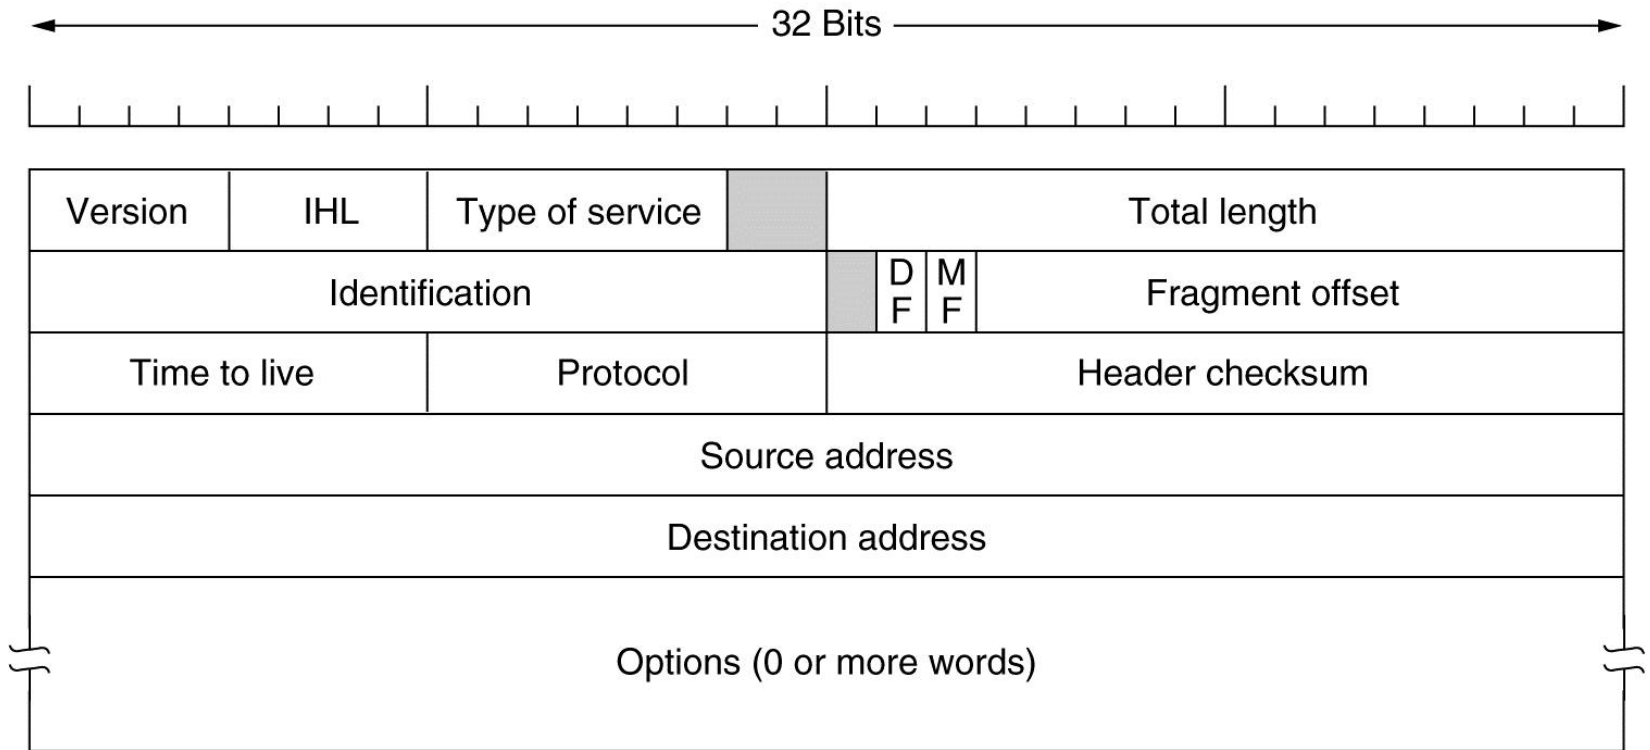 32 Bits
Version IHL Type of service Total length
Identification D F M F Fragment offset
Time to live Protocol Header checksum
Source address
Destination address
Options (0 or more words)